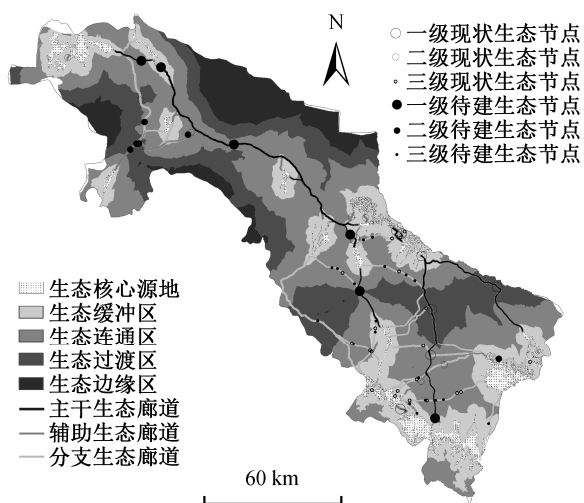 N
一级现状生态节点
二级现状生态节点
三级现状生态节点
一级待建生态节点
二级待建生态节点
三级待建生态节点
生态核心源地
生态缓冲区
生态连通区
生态过渡区
生态边缘区
主干生态廊道
辅助生态廊道
分支生态廊道
60 km